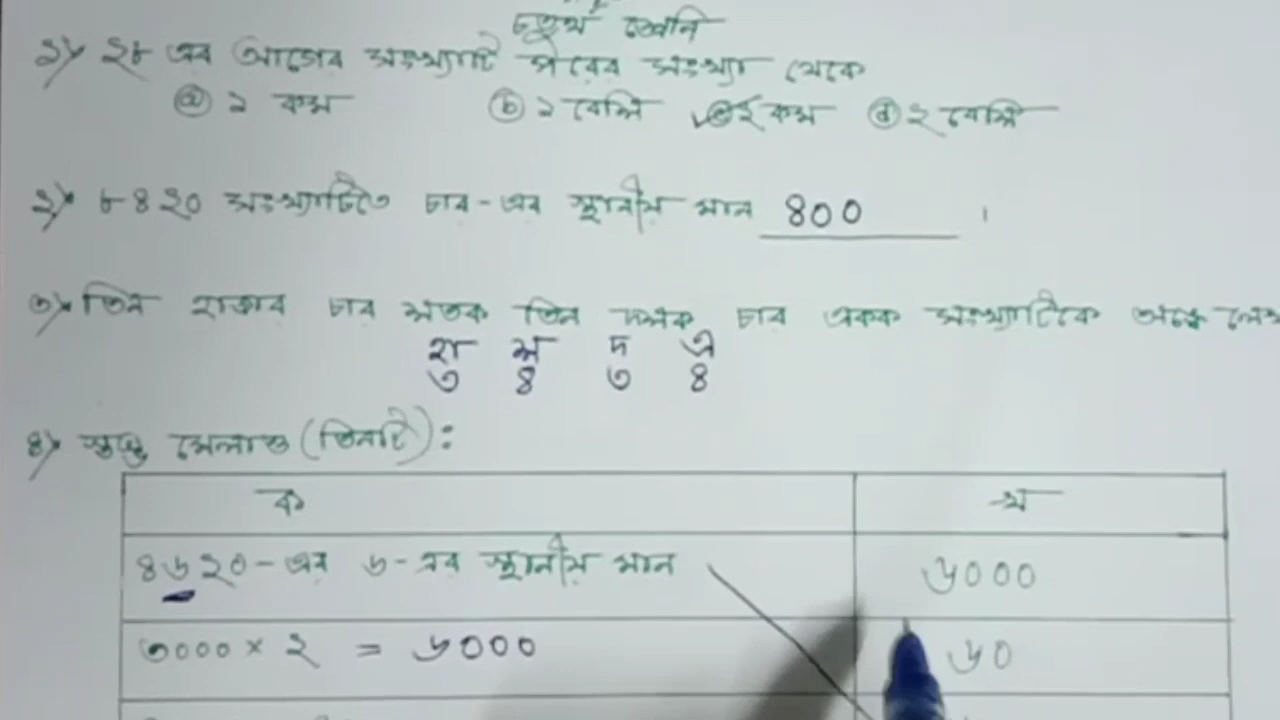 চতুর্থ শ্রেনি
১) ২৮ এর আগের সংখ্যাটি পরের সংখ্যা থেকে
ⓐ ১ কম ⓑ ১ বেশি ⓒ ২ কম ⓓ ২ বেশি
২) ৮৪২০ সংখ্যাটিতে চার-এর স্থানীয় মান ৪০০ ।
৩) তিন হাজার চার শতক তিন দশক চার একক সংখ্যাটিকে অঙ্কে লেখ
হা শ দ এ
৩ ৪ ৩ ৪
৪) স্তম্ভ মেলাও (তিনটি):
ক খ
৪৬২০-এর ৬-এর স্থানীয় মান ৬০০০
৩০০০ × ২ = ৬০০০ ৬০